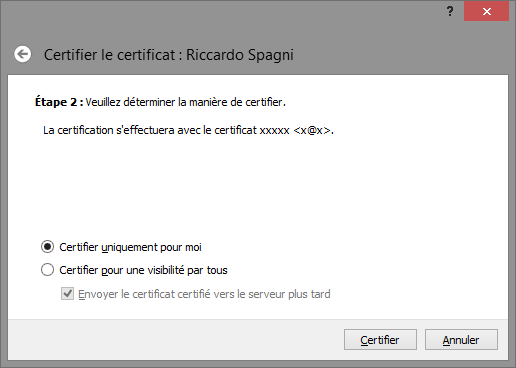 ?
Certifier le certificat : Riccardo Spagni
Étape 2 : Veuillez déterminer la manière de certifier.
La certification s'effectuera avec le certificat xxxxx <x@x>.
Certifier uniquement pour moi
Certifier pour une visibilité par tous
Envoyer le certificat certifié vers le serveur plus tard
Certifier Annuler